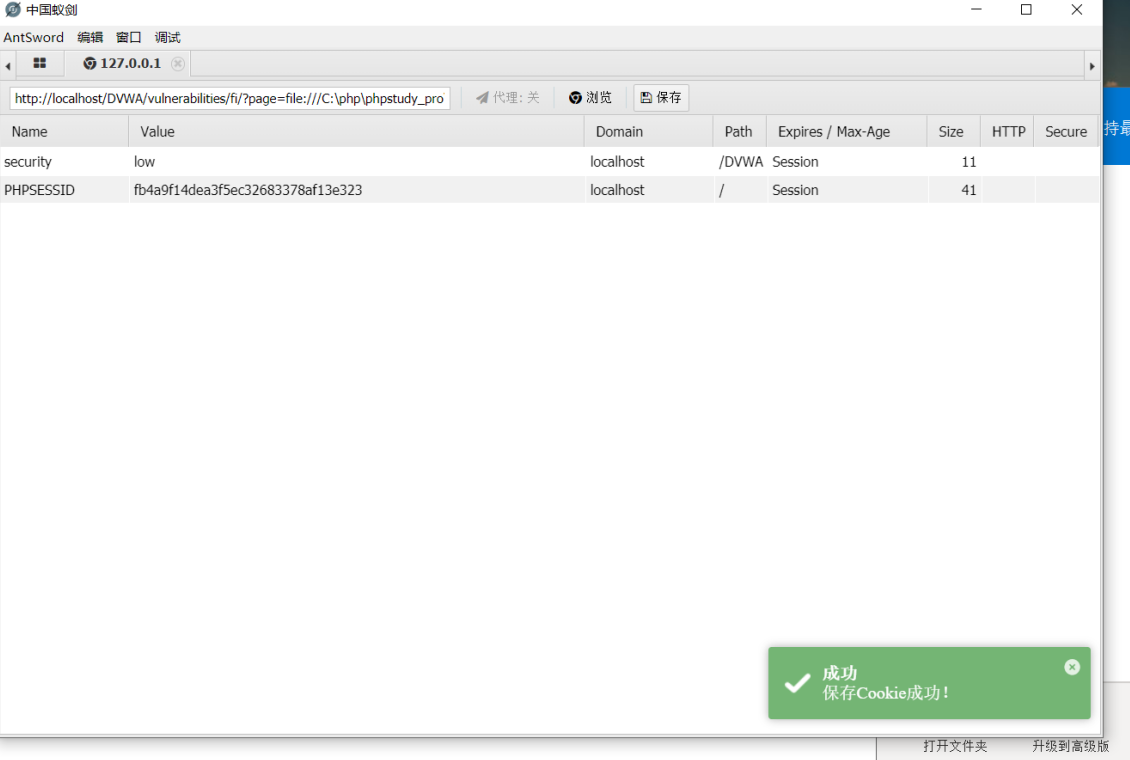 中国蚁剑
AntSword 编辑 窗口 调试
127.0.0.1
http://localhost/DVWA/vulnerabilities/fi/?page=file:///C:\php\phpstudy_pro 代理: 关 浏览 保存
Name Value Domain Path Expires / Max-Age Size HTTP Secure
security low localhost /DVWA Session 11
PHPSESSID fb4a9f14dea3f5ec32683378af13e323 localhost / Session 41
持最
成功
保存Cookie成功!
打开文件夹 升级到高级版